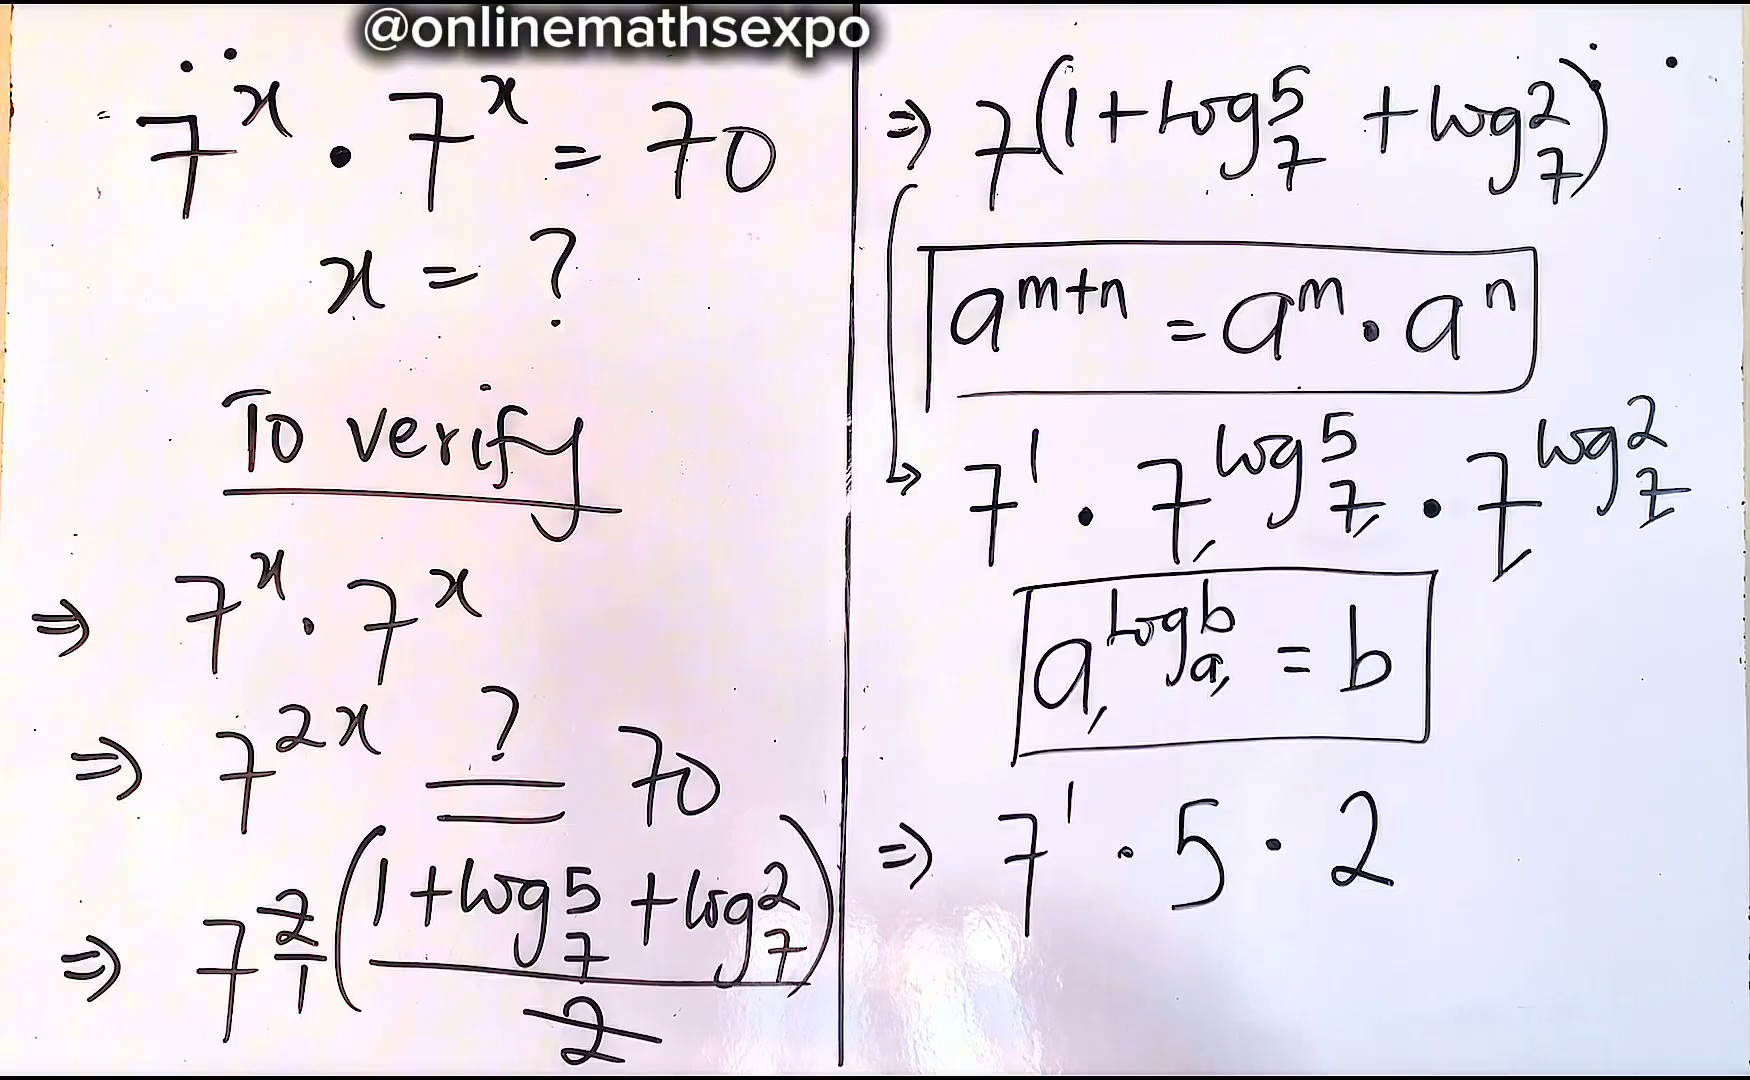 @onlinemathsexpo
7^x · 7^x = 70
x = ?
To verify
⇒ 7^x · 7^x
⇒ 7^2x ? = 70
⇒ 7^(2/1 ((1 + log_7 5 + log_7 2)/2))
⇒ 7^(1 + log_7 5 + log_7 2)
a^m+n = a^m · a^n
→ 7^1 · 7^log_7 5 · 7^log_7 2
a^log_a b = b
⇒ 7^1 · 5 · 2